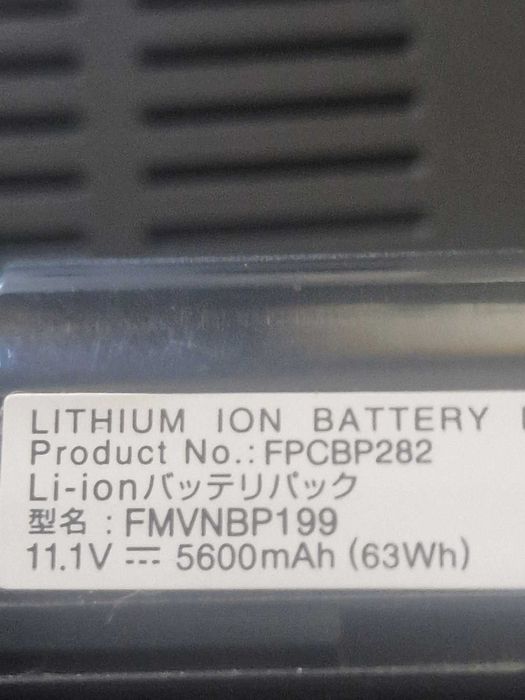 LITHIUM ION BATTERY
Product No.: FPCBP282
Li-ionバッテリパック
型名 : FMVNBP199
11.1V ⎓ 5600mAh (63Wh)